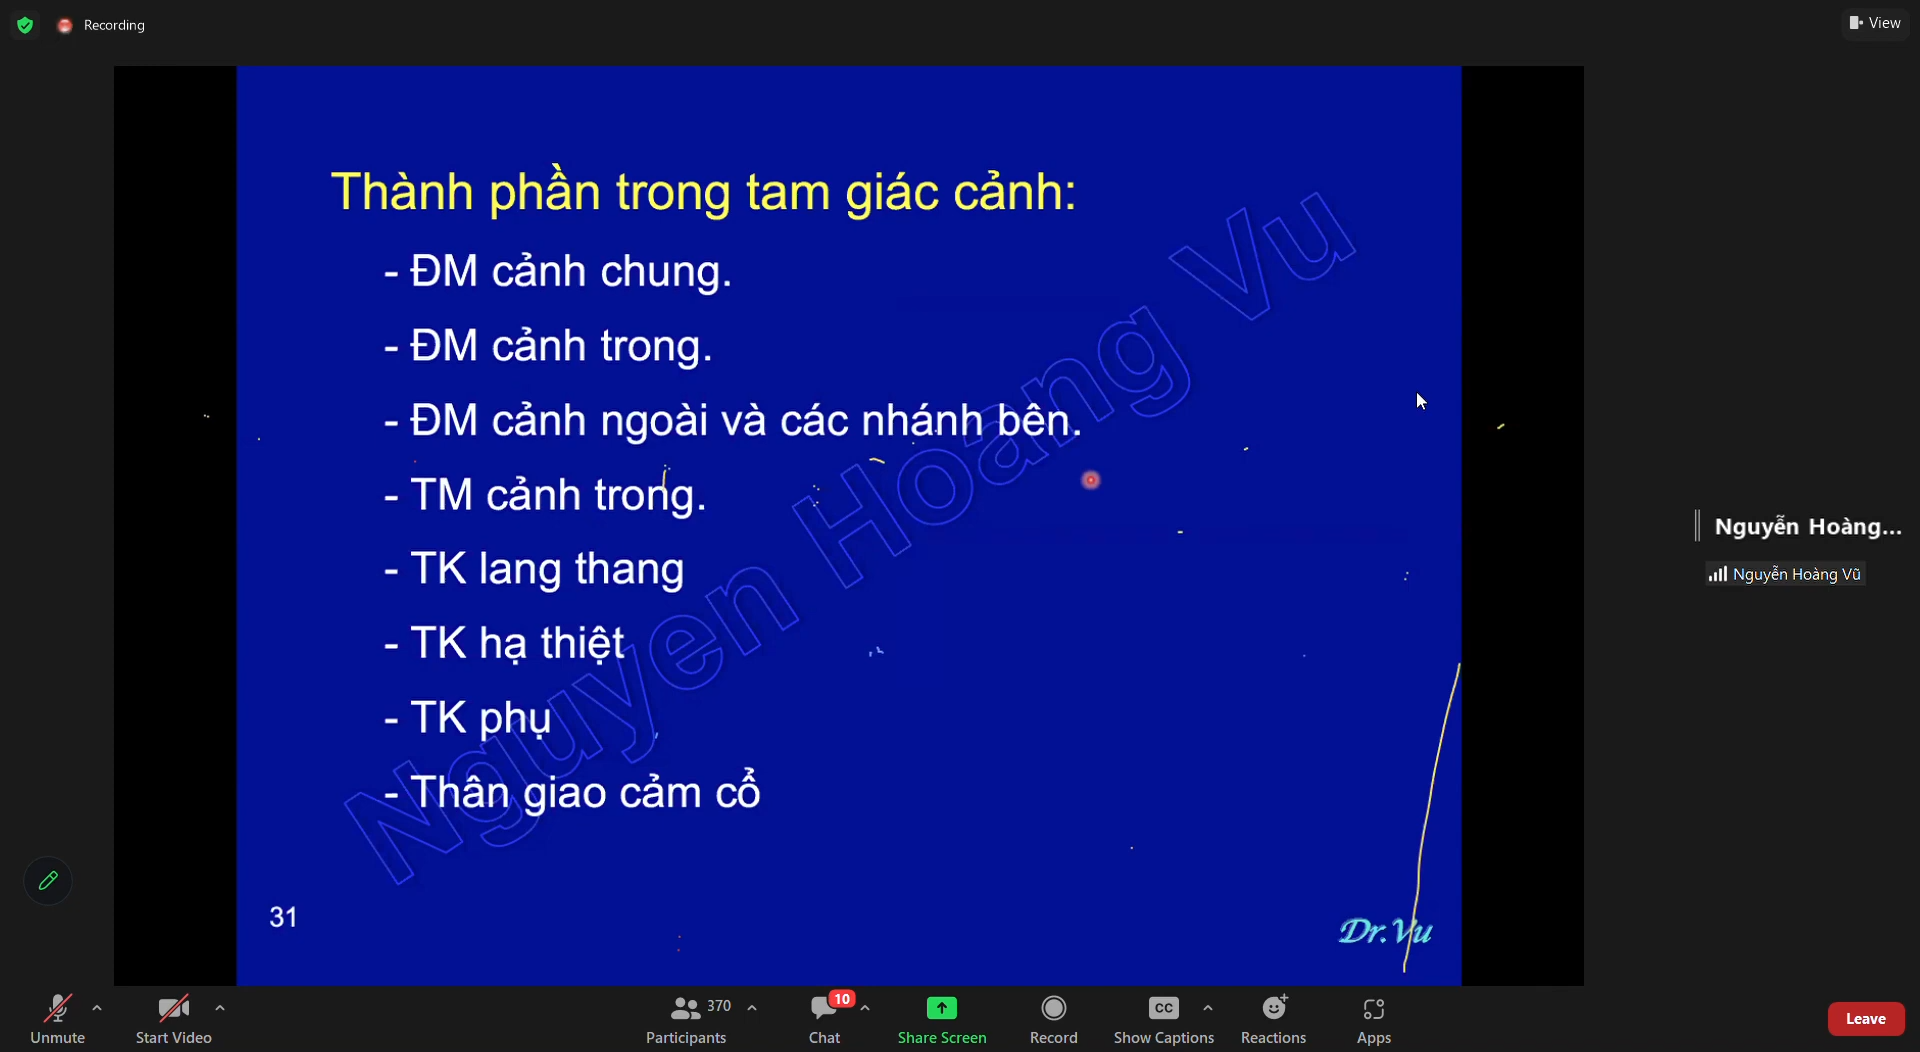 Recording
View
Thành phần trong tam giác cảnh:
- ĐM cảnh chung.
- ĐM cảnh trong.
- ĐM cảnh ngoài và các nhánh bên.
- TM cảnh trong.
- TK lang thang
- TK hạ thiệt
- TK phụ
- Thân giao cảm cổ
Nguyen Hoang Vu
31
Dr.Vu
Nguyễn Hoàng...
Nguyễn Hoàng Vũ
Unmute
Start Video
Participants 370
Chat 10
Share Screen
Record
CC Show Captions
Reactions
Apps
Leave